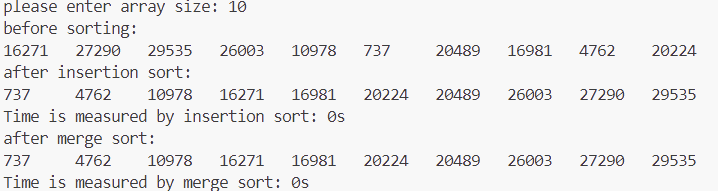 please enter array size: 10
before sorting:
16271 27290 29535 26003 10978 737 20489 16981 4762 20224
after insertion sort:
737 4762 10978 16271 16981 20224 20489 26003 27290 29535
Time is measured by insertion sort: 0s
after merge sort:
737 4762 10978 16271 16981 20224 20489 26003 27290 29535
Time is measured by merge sort: 0s